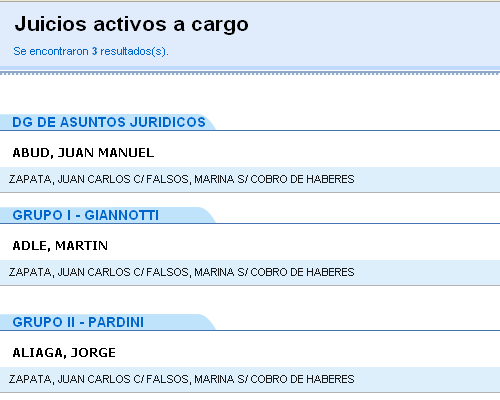 Juicios activos a cargo
Se encontraron 3 resultados(s).
DG DE ASUNTOS JURIDICOS
ABUD, JUAN MANUEL
ZAPATA, JUAN CARLOS C/ FALSOS, MARINA S/ COBRO DE HABERES
GRUPO I - GIANNOTTI
ADLE, MARTIN
ZAPATA, JUAN CARLOS C/ FALSOS, MARINA S/ COBRO DE HABERES
GRUPO II - PARDINI
ALIAGA, JORGE
ZAPATA, JUAN CARLOS C/ FALSOS, MARINA S/ COBRO DE HABERES